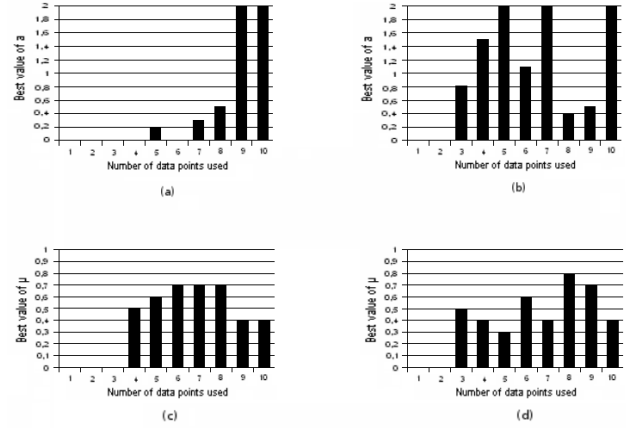 2
1,8
1,6
1,4
1,2
1
0,8
0,6
0,4
0,2
0
Best value of a
1 2 3 4 5 6 7 8 9 10
Number of data points used
(a)
2
1,8
1,6
1,4
1,2
1
0,8
0,6
0,4
0,2
0
Best value of a
1 2 3 4 5 6 7 8 9 10
Number of data points used
(b)
1
0,9
0,8
0,7
0,6
0,5
0,4
0,3
0,2
0,1
0
Best value of µ
1 2 3 4 5 6 7 8 9 10
Number of data points used
(c)
1
0,9
0,8
0,7
0,6
0,5
0,4
0,3
0,2
0,1
0
Best value of µ
1 2 3 4 5 6 7 8 9 10
Number of data points used
(d)